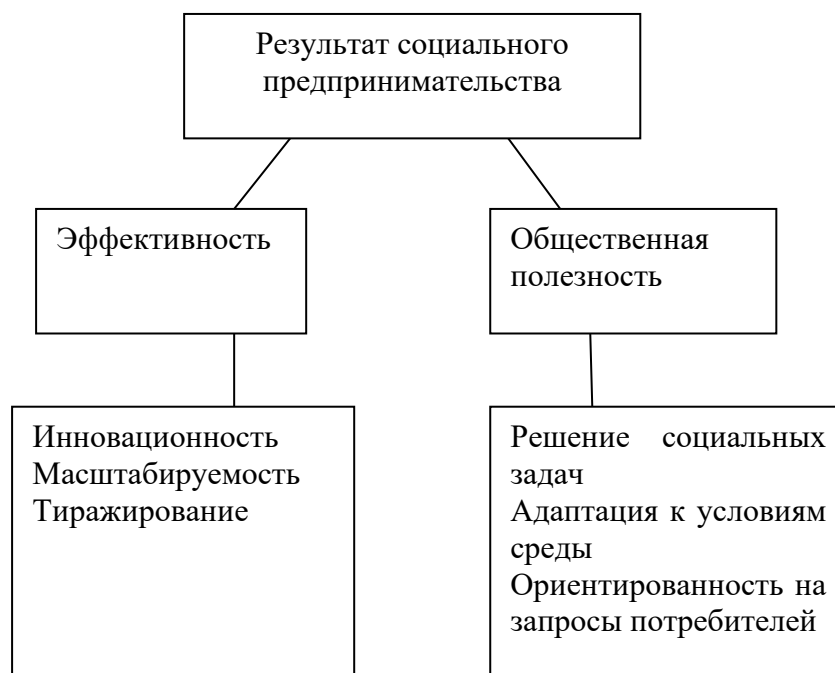 Результат социального
предпринимательства
Эффективность
Общественная
полезность
Инновационность
Масштабируемость
Тиражирование
Решение социальных
задач
Адаптация к условиям
среды
Ориентированность на
запросы потребителей